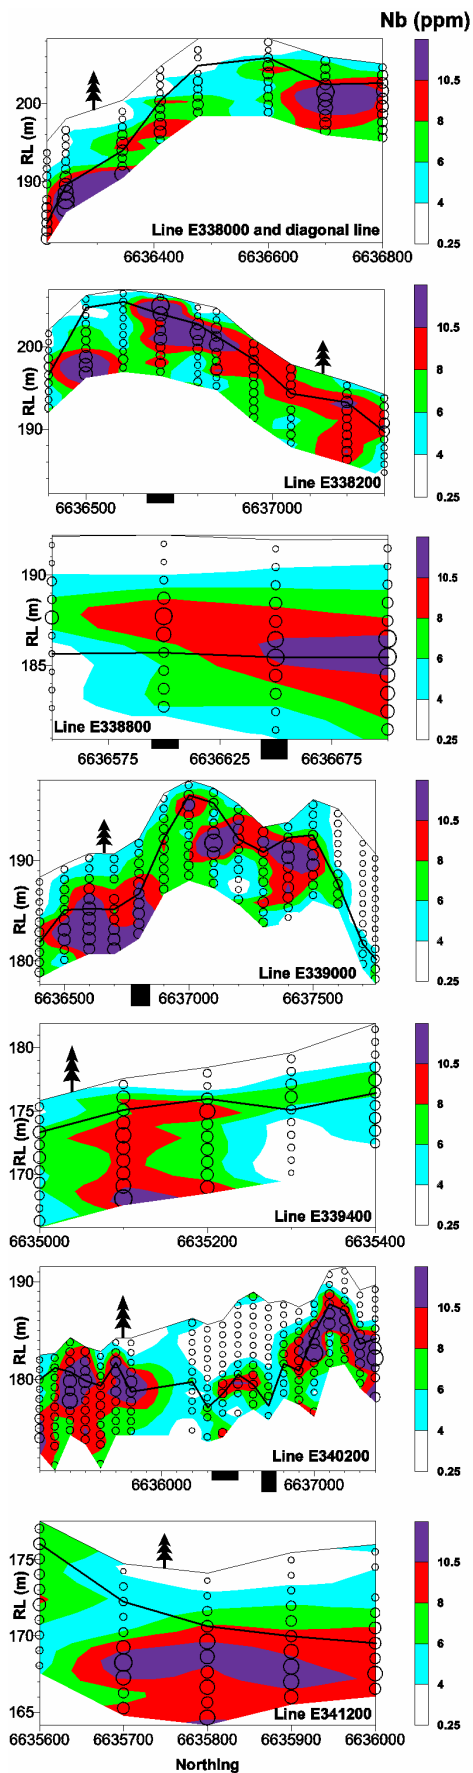 Nb (ppm)
RL (m)
200
190
10.5
8
6
4
0.25
Line E338000 and diagonal line
6636400 6636600 6636800
RL (m)
200
190
10.5
8
6
4
0.25
Line E338200
6636500 6637000
RL (m)
190
185
10.5
8
6
4
0.25
Line E338800
6636575 6636625 6636675
RL (m)
190
180
10.5
8
6
4
0.25
Line E339000
6636500 6637000 6637500
RL (m)
180
175
170
10.5
8
6
4
0.25
Line E339400
6635000 6635200 6635400
RL (m)
190
180
10.5
8
6
4
0.25
Line E340200
6636000 6637000
RL (m)
175
170
165
10.5
8
6
4
0.25
Line E341200
6635600 6635700 6635800 6635900 6636000
Northing